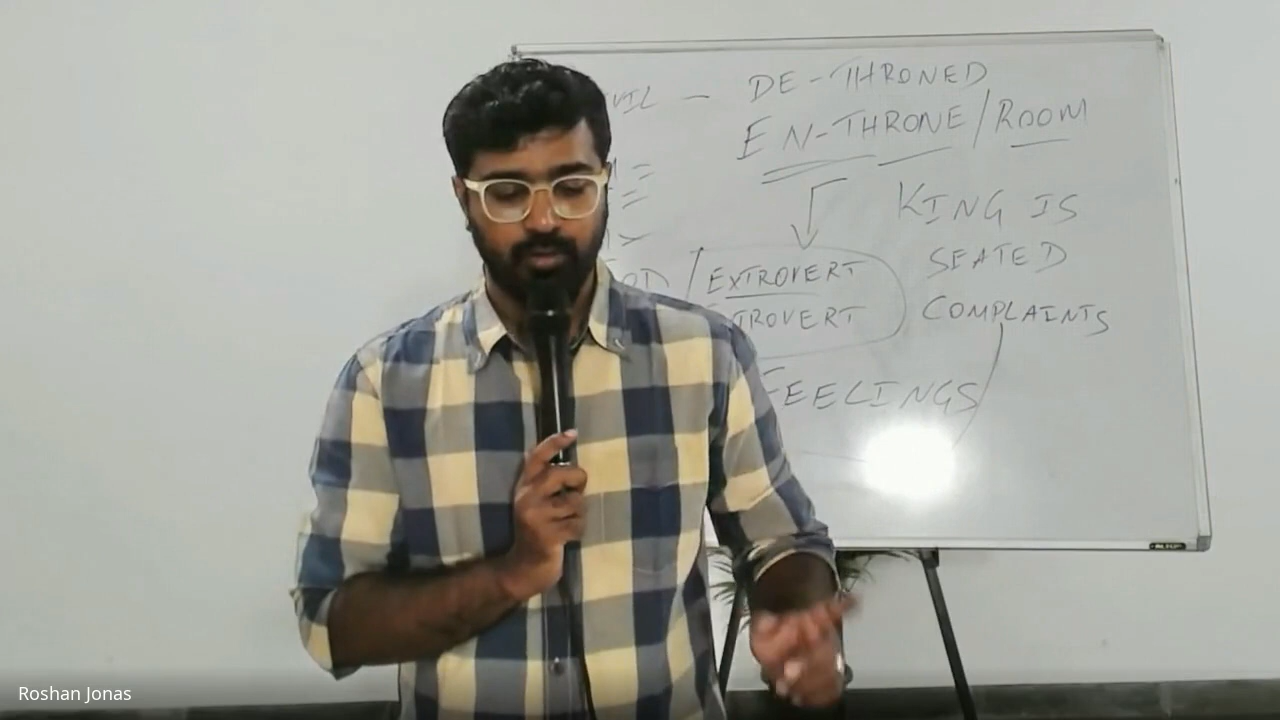 — DE-THRONED
EN-THRONE/ROOM
KING IS
SEATED
EXTROVERT
COMPLAINTS
FEELINGS
Roshan Jonas